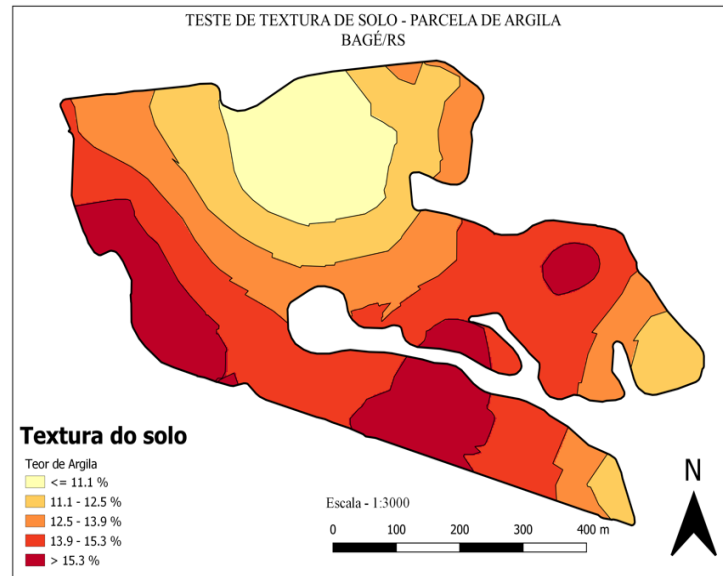 TESTE DE TEXTURA DE SOLO - PARCELA DE ARGILA
BAGÉ/RS
Textura do solo
Teor de Argila
<= 11.1 %
11.1 - 12.5 %
12.5 - 13.9 %
13.9 - 15.3 %
> 15.3 %
Escala - 1:3000
0 100 200 300 400 m
N